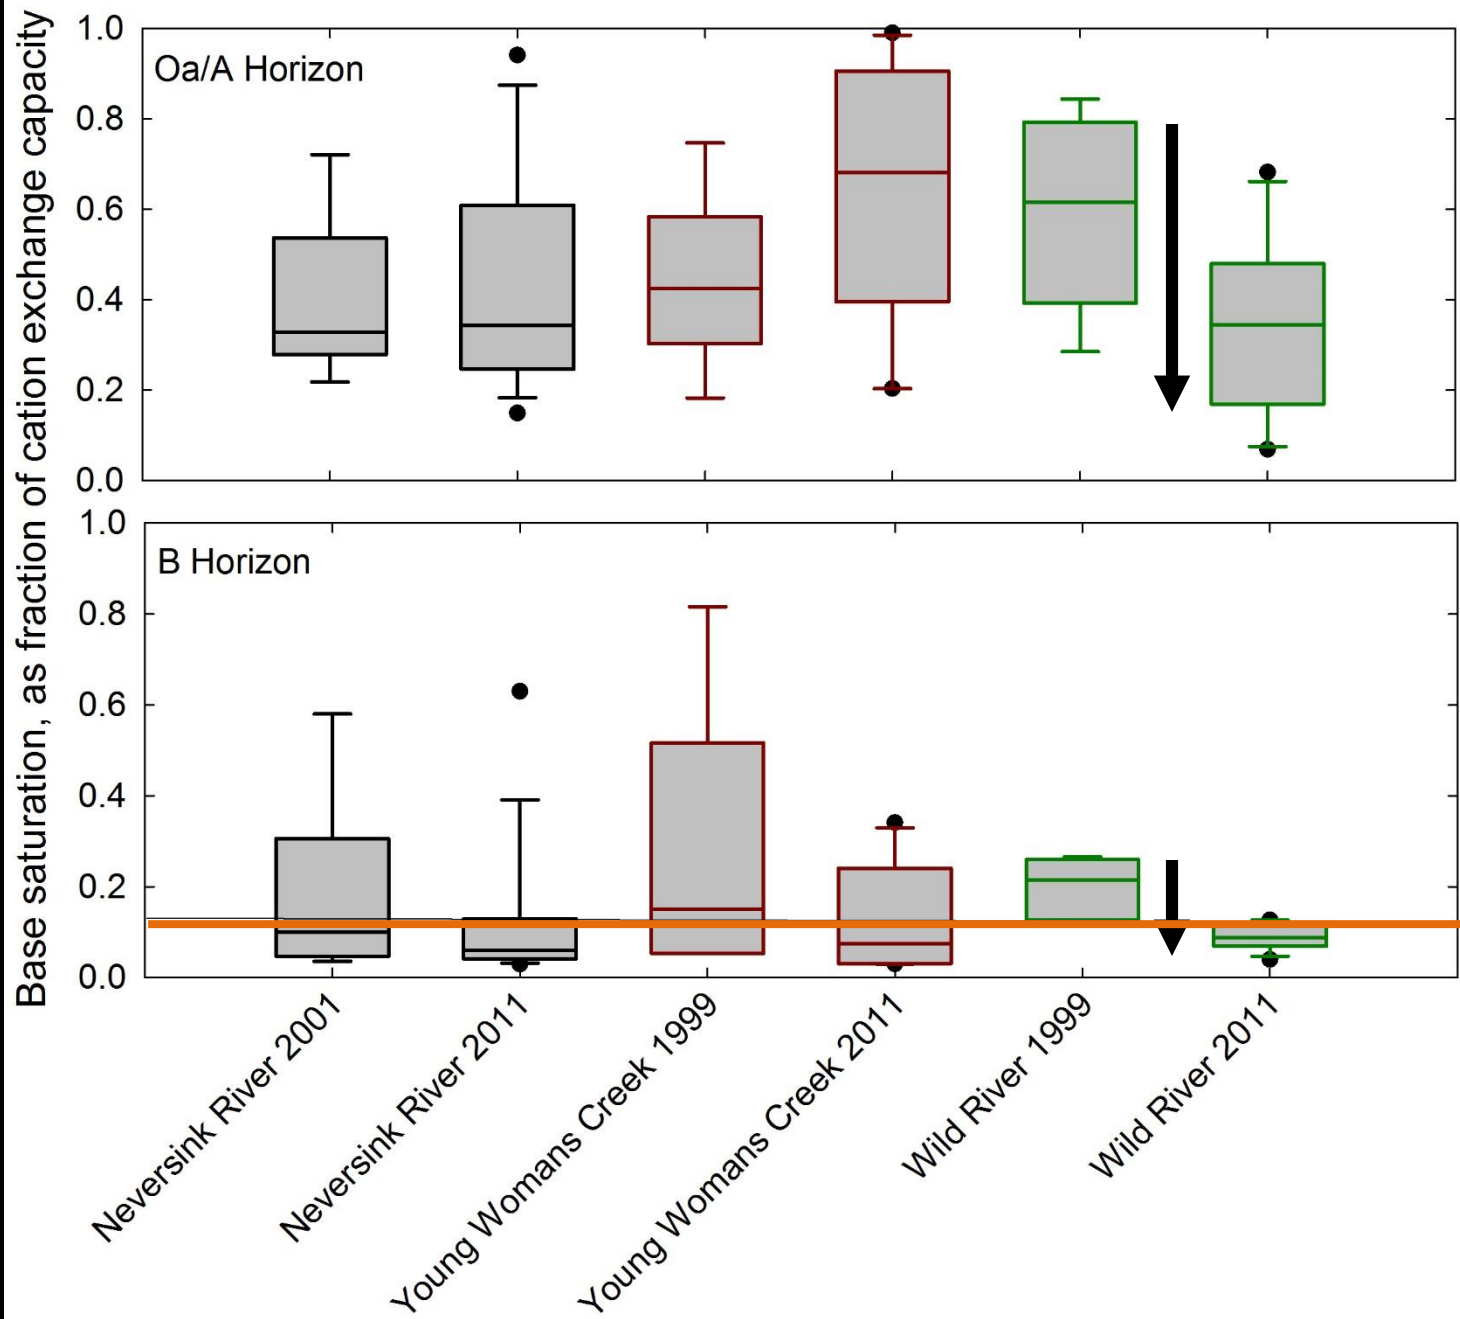 Base saturation, as fraction of cation exchange capacity
1.0
0.8
0.6
0.4
0.2
0.0
Oa/A Horizon
1.0
0.8
0.6
0.4
0.2
0.0
B Horizon
Neversink River 2001
Neversink River 2011
Young Womans Creek 1999
Young Womans Creek 2011
Wild River 1999
Wild River 2011